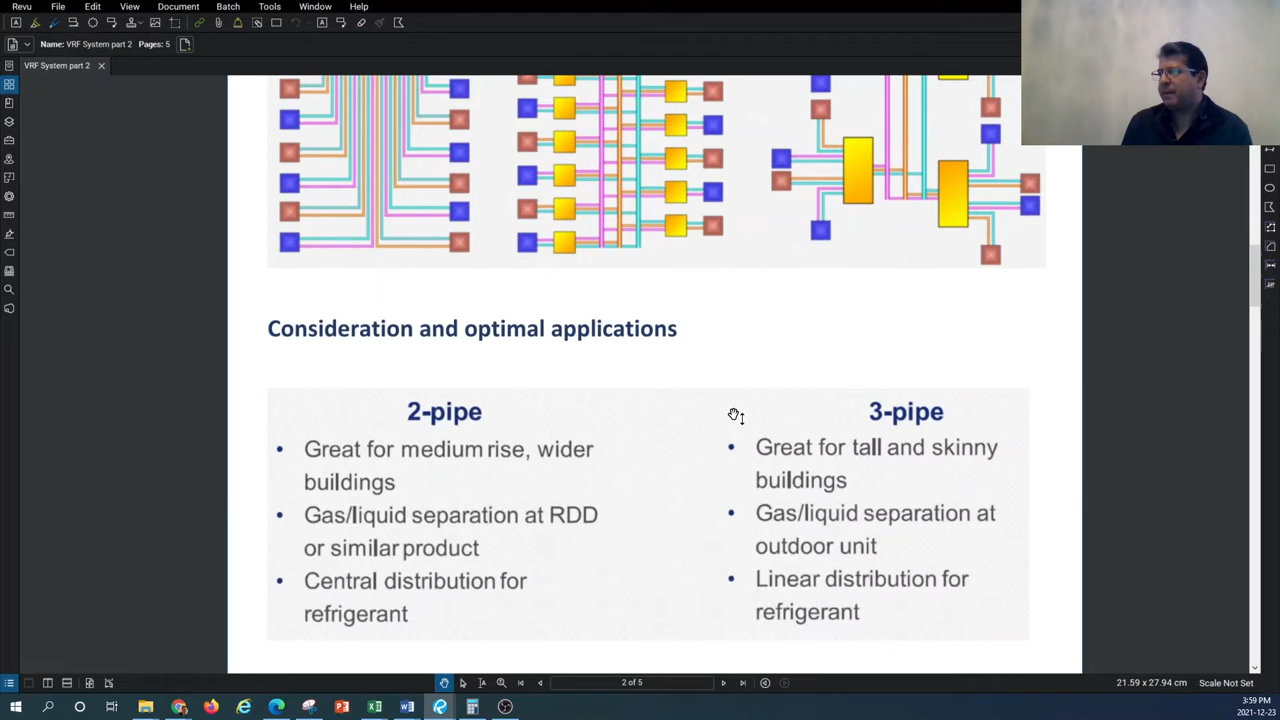 Revu File Edit View Document Batch Tools Window Help
Name: VRF System part 2 Pages: 5
VRF System part 2
Consideration and optimal applications
2-pipe
• Great for medium rise, wider
buildings
• Gas/liquid separation at RDD
or similar product
• Central distribution for
refrigerant
3-pipe
• Great for tall and skinny
buildings
• Gas/liquid separation at
outdoor unit
• Linear distribution for
refrigerant
2 of 5
21.59 x 27.94 cm Scale Not Set
3:59 PM
2021-12-23